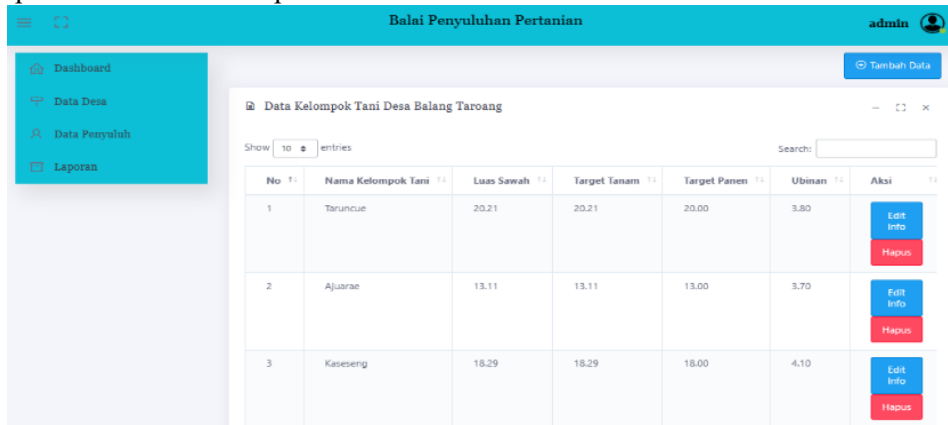 Balai Penyuluhan Pertanian
admin
Dashboard
Data Desa
Data Penyuluh
Laporan
Tambah Data
Data Kelompok Tani Desa Balang Taroang
Show 10 entries
Search:
No Nama Kelompok Tani Luas Sawah Target Tanam Target Panen Ubinan Aksi
1 Taruncue 20.21 20.21 20.00 3.80 Edit Info Hapus
2 Ajuarae 13.11 13.11 13.00 3.70 Edit Info Hapus
3 Kaseseng 18.29 18.29 18.00 4.10 Edit Info Hapus